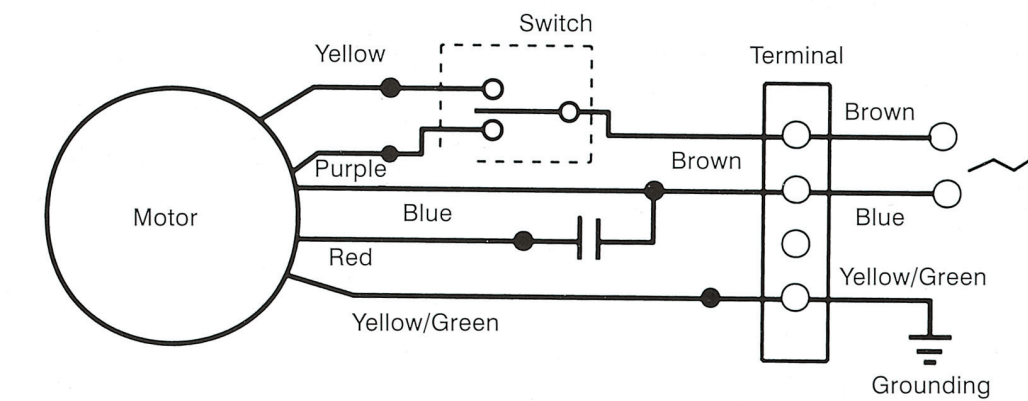 Switch
Yellow
Terminal
Brown
Purple
Brown
Motor
Blue
Blue
Red
Yellow/Green
Yellow/Green
Grounding